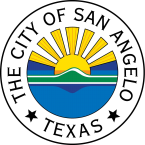 THE CITY OF SAN ANGELO
TEXAS